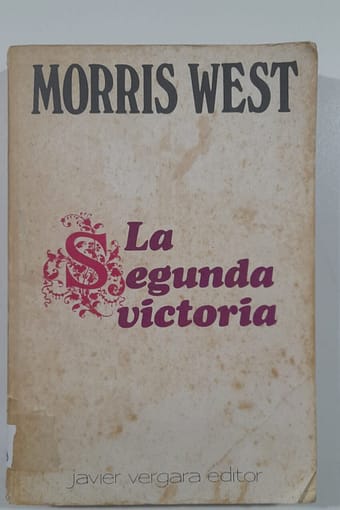 MORRIS WEST
La
Segunda
victoria
javier vergara editor